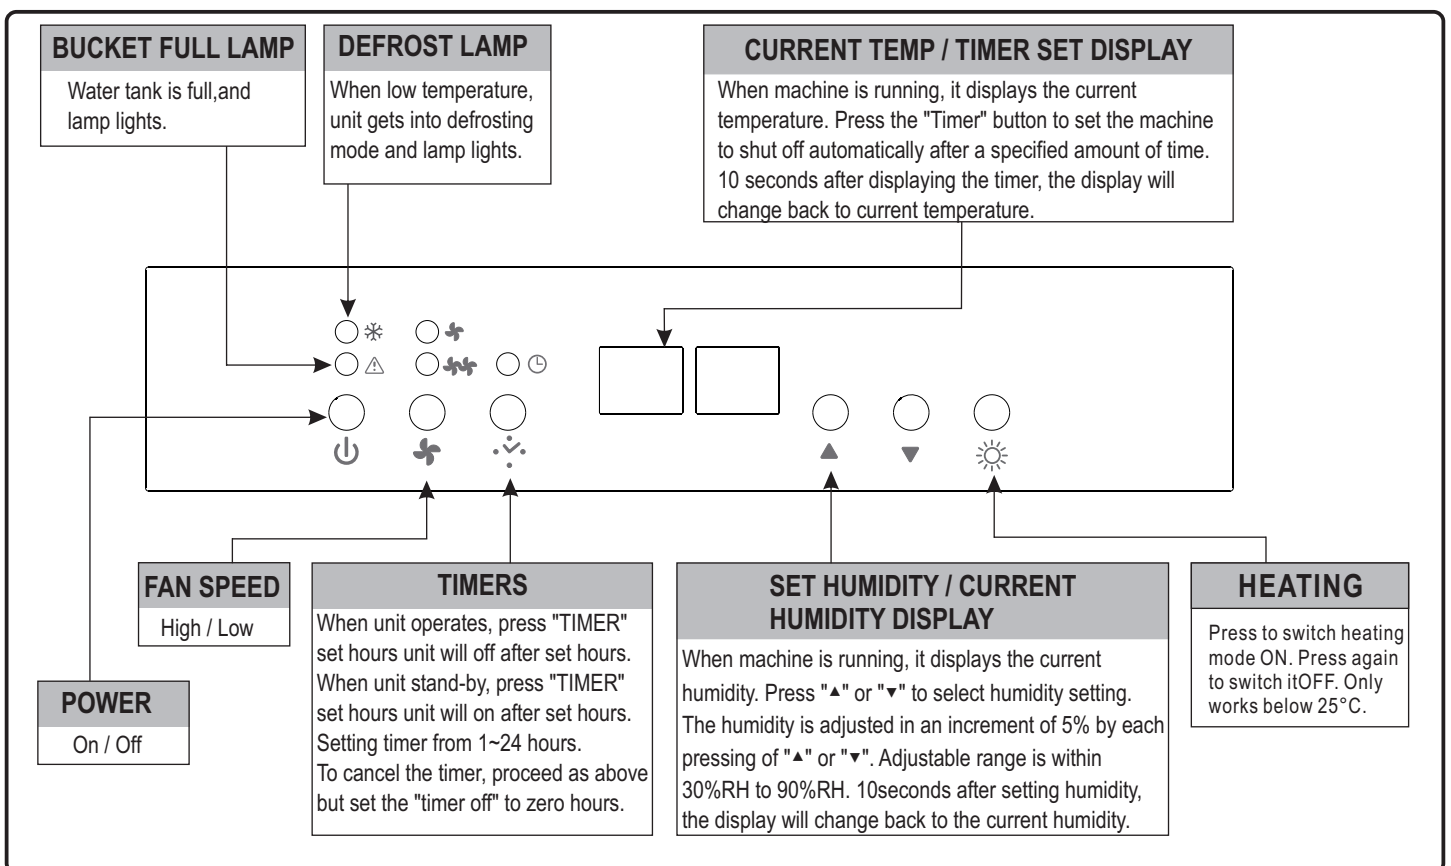 BUCKET FULL LAMP
Water tank is full,and
lamp lights.
DEFROST LAMP
When low temperature,
unit gets into defrosting
mode and lamp lights.
CURRENT TEMP / TIMER SET DISPLAY
When machine is running, it displays the current
temperature. Press the "Timer" button to set the machine
to shut off automatically after a specified amount of time.
10 seconds after displaying the timer, the display will
change back to current temperature.
FAN SPEED
High / Low
POWER
On / Off
TIMERS
When unit operates, press "TIMER"
set hours unit will off after set hours.
When unit stand-by, press "TIMER"
set hours unit will on after set hours.
Setting timer from 1~24 hours.
To cancel the timer, proceed as above
but set the "timer off" to zero hours.
SET HUMIDITY / CURRENT
HUMIDITY DISPLAY
When machine is running, it displays the current
humidity. Press "▲" or "▼" to select humidity setting.
The humidity is adjusted in an increment of 5% by each
pressing of "▲" or "▼". Adjustable range is within
30%RH to 90%RH. 10seconds after setting humidity,
the display will change back to the current humidity.
HEATING
Press to switch heating
mode ON. Press again
to switch itOFF. Only
works below 25°C.